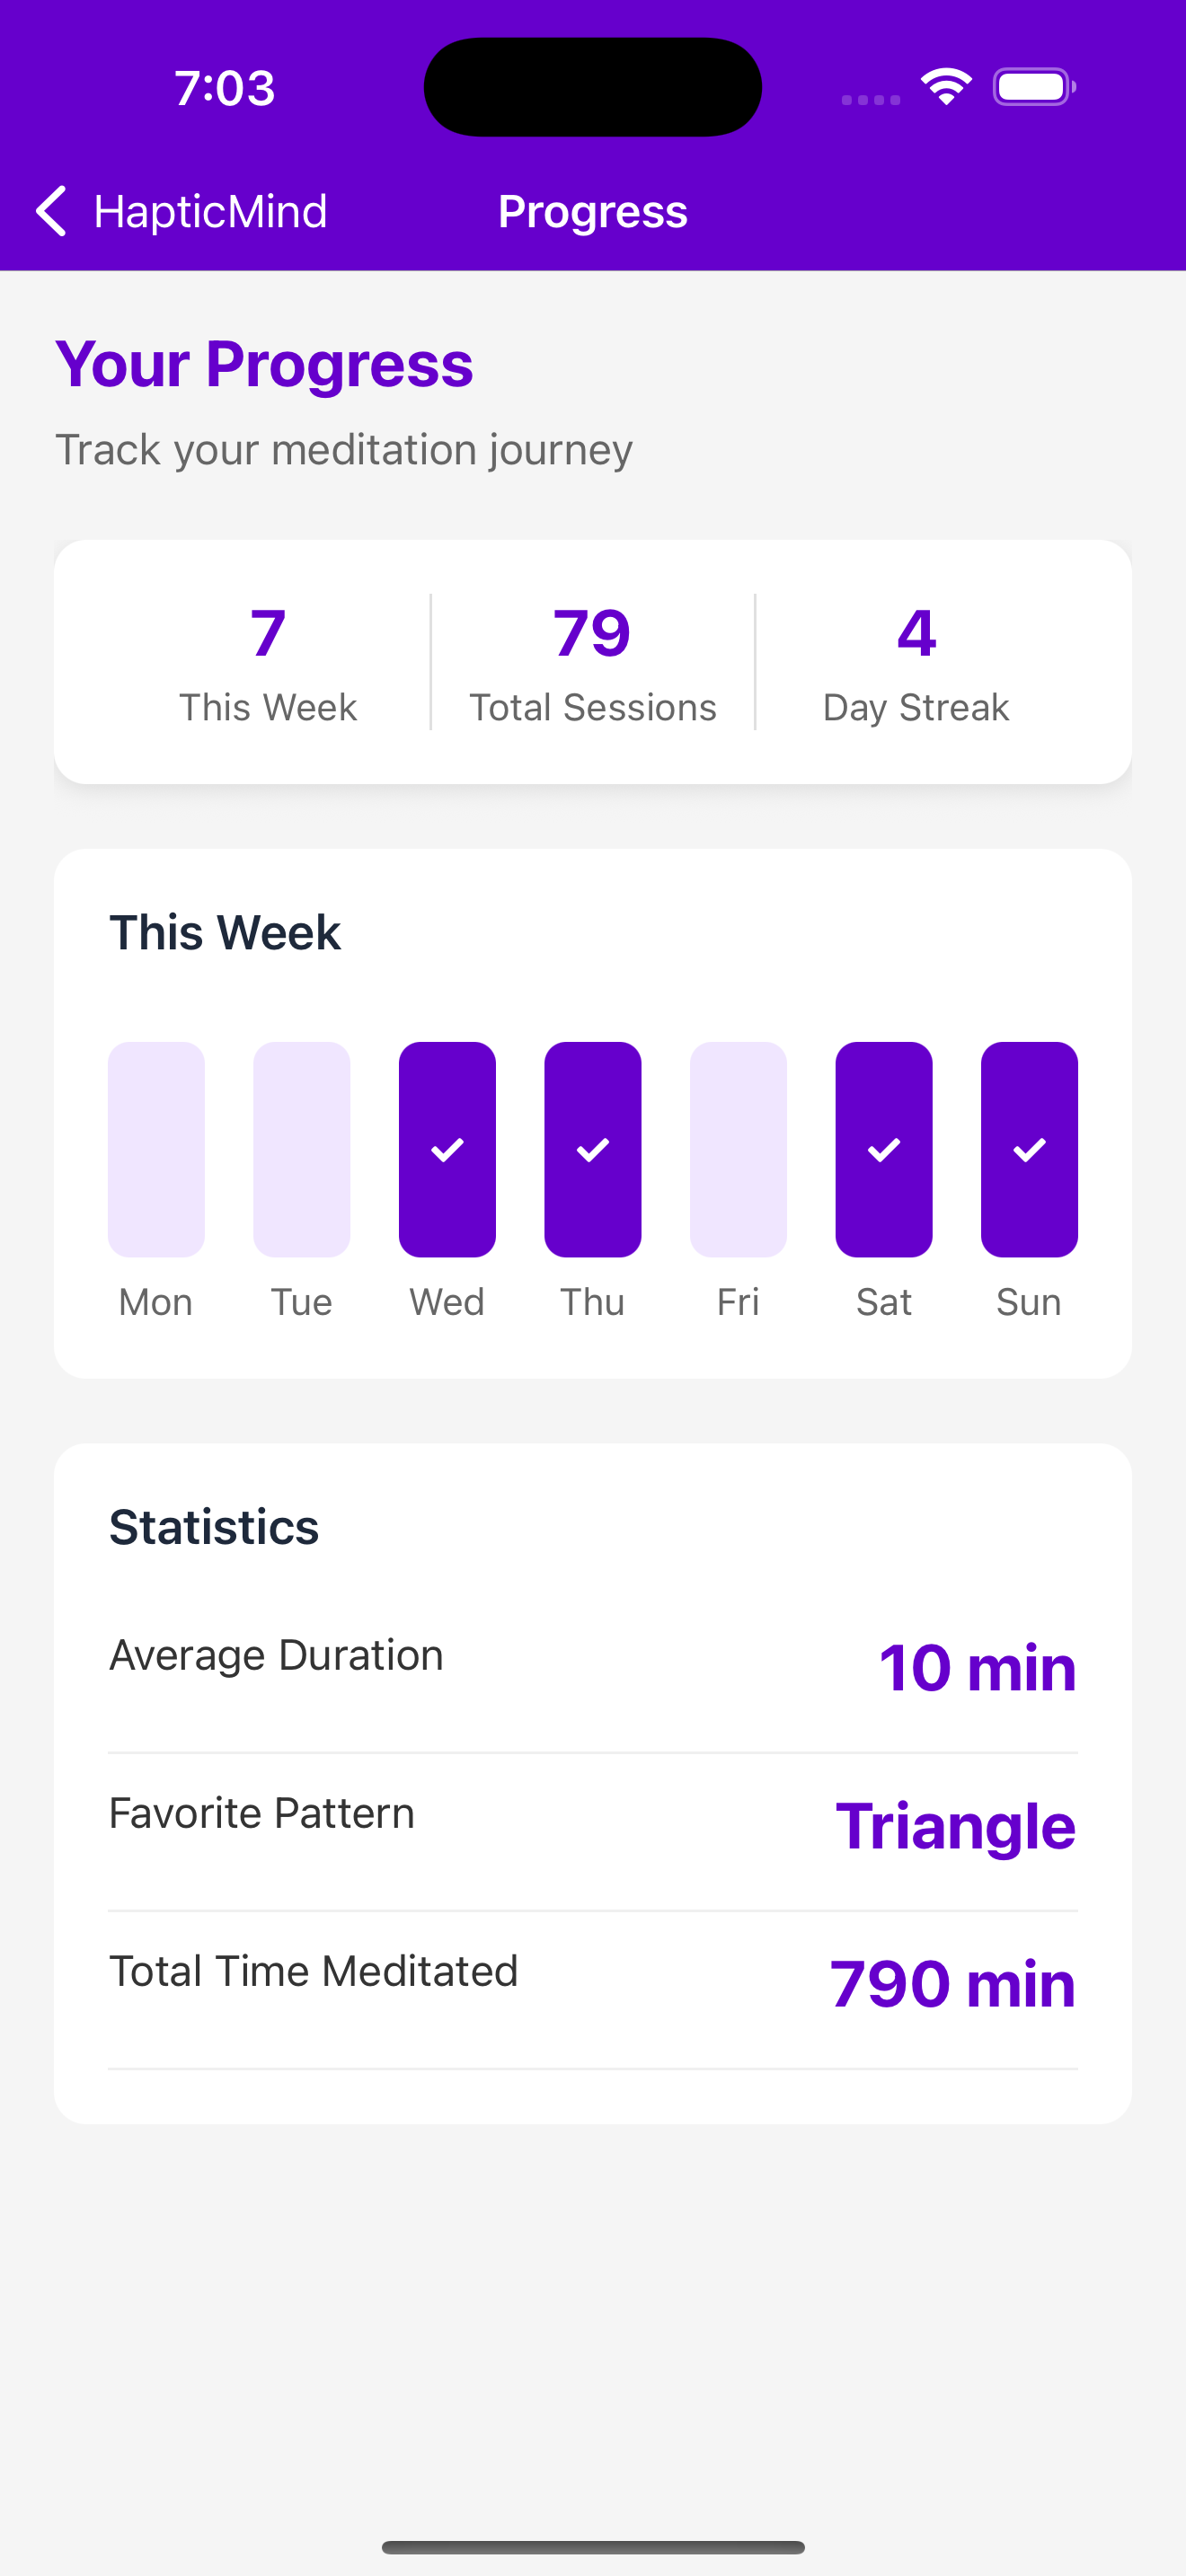 7:03
HapticMind
Progress
Your Progress
Track your meditation journey
7 79 4
This Week Total Sessions Day Streak
This Week
Mon Tue Wed Thu Fri Sat Sun
Statistics
Average Duration 10 min
Favorite Pattern Triangle
Total Time Meditated 790 min